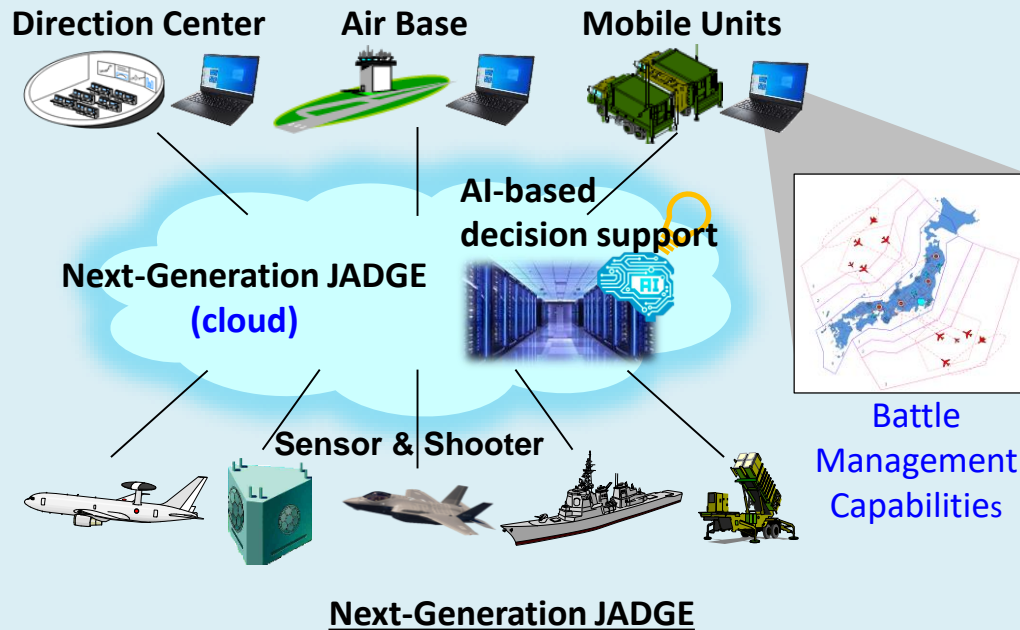 Direction Center
Air Base
Mobile Units
AI-based
decision support
Next-Generation JADGE
(cloud)
AI
Sensor & Shooter
Battle
Management
Capabilities
Next-Generation JADGE